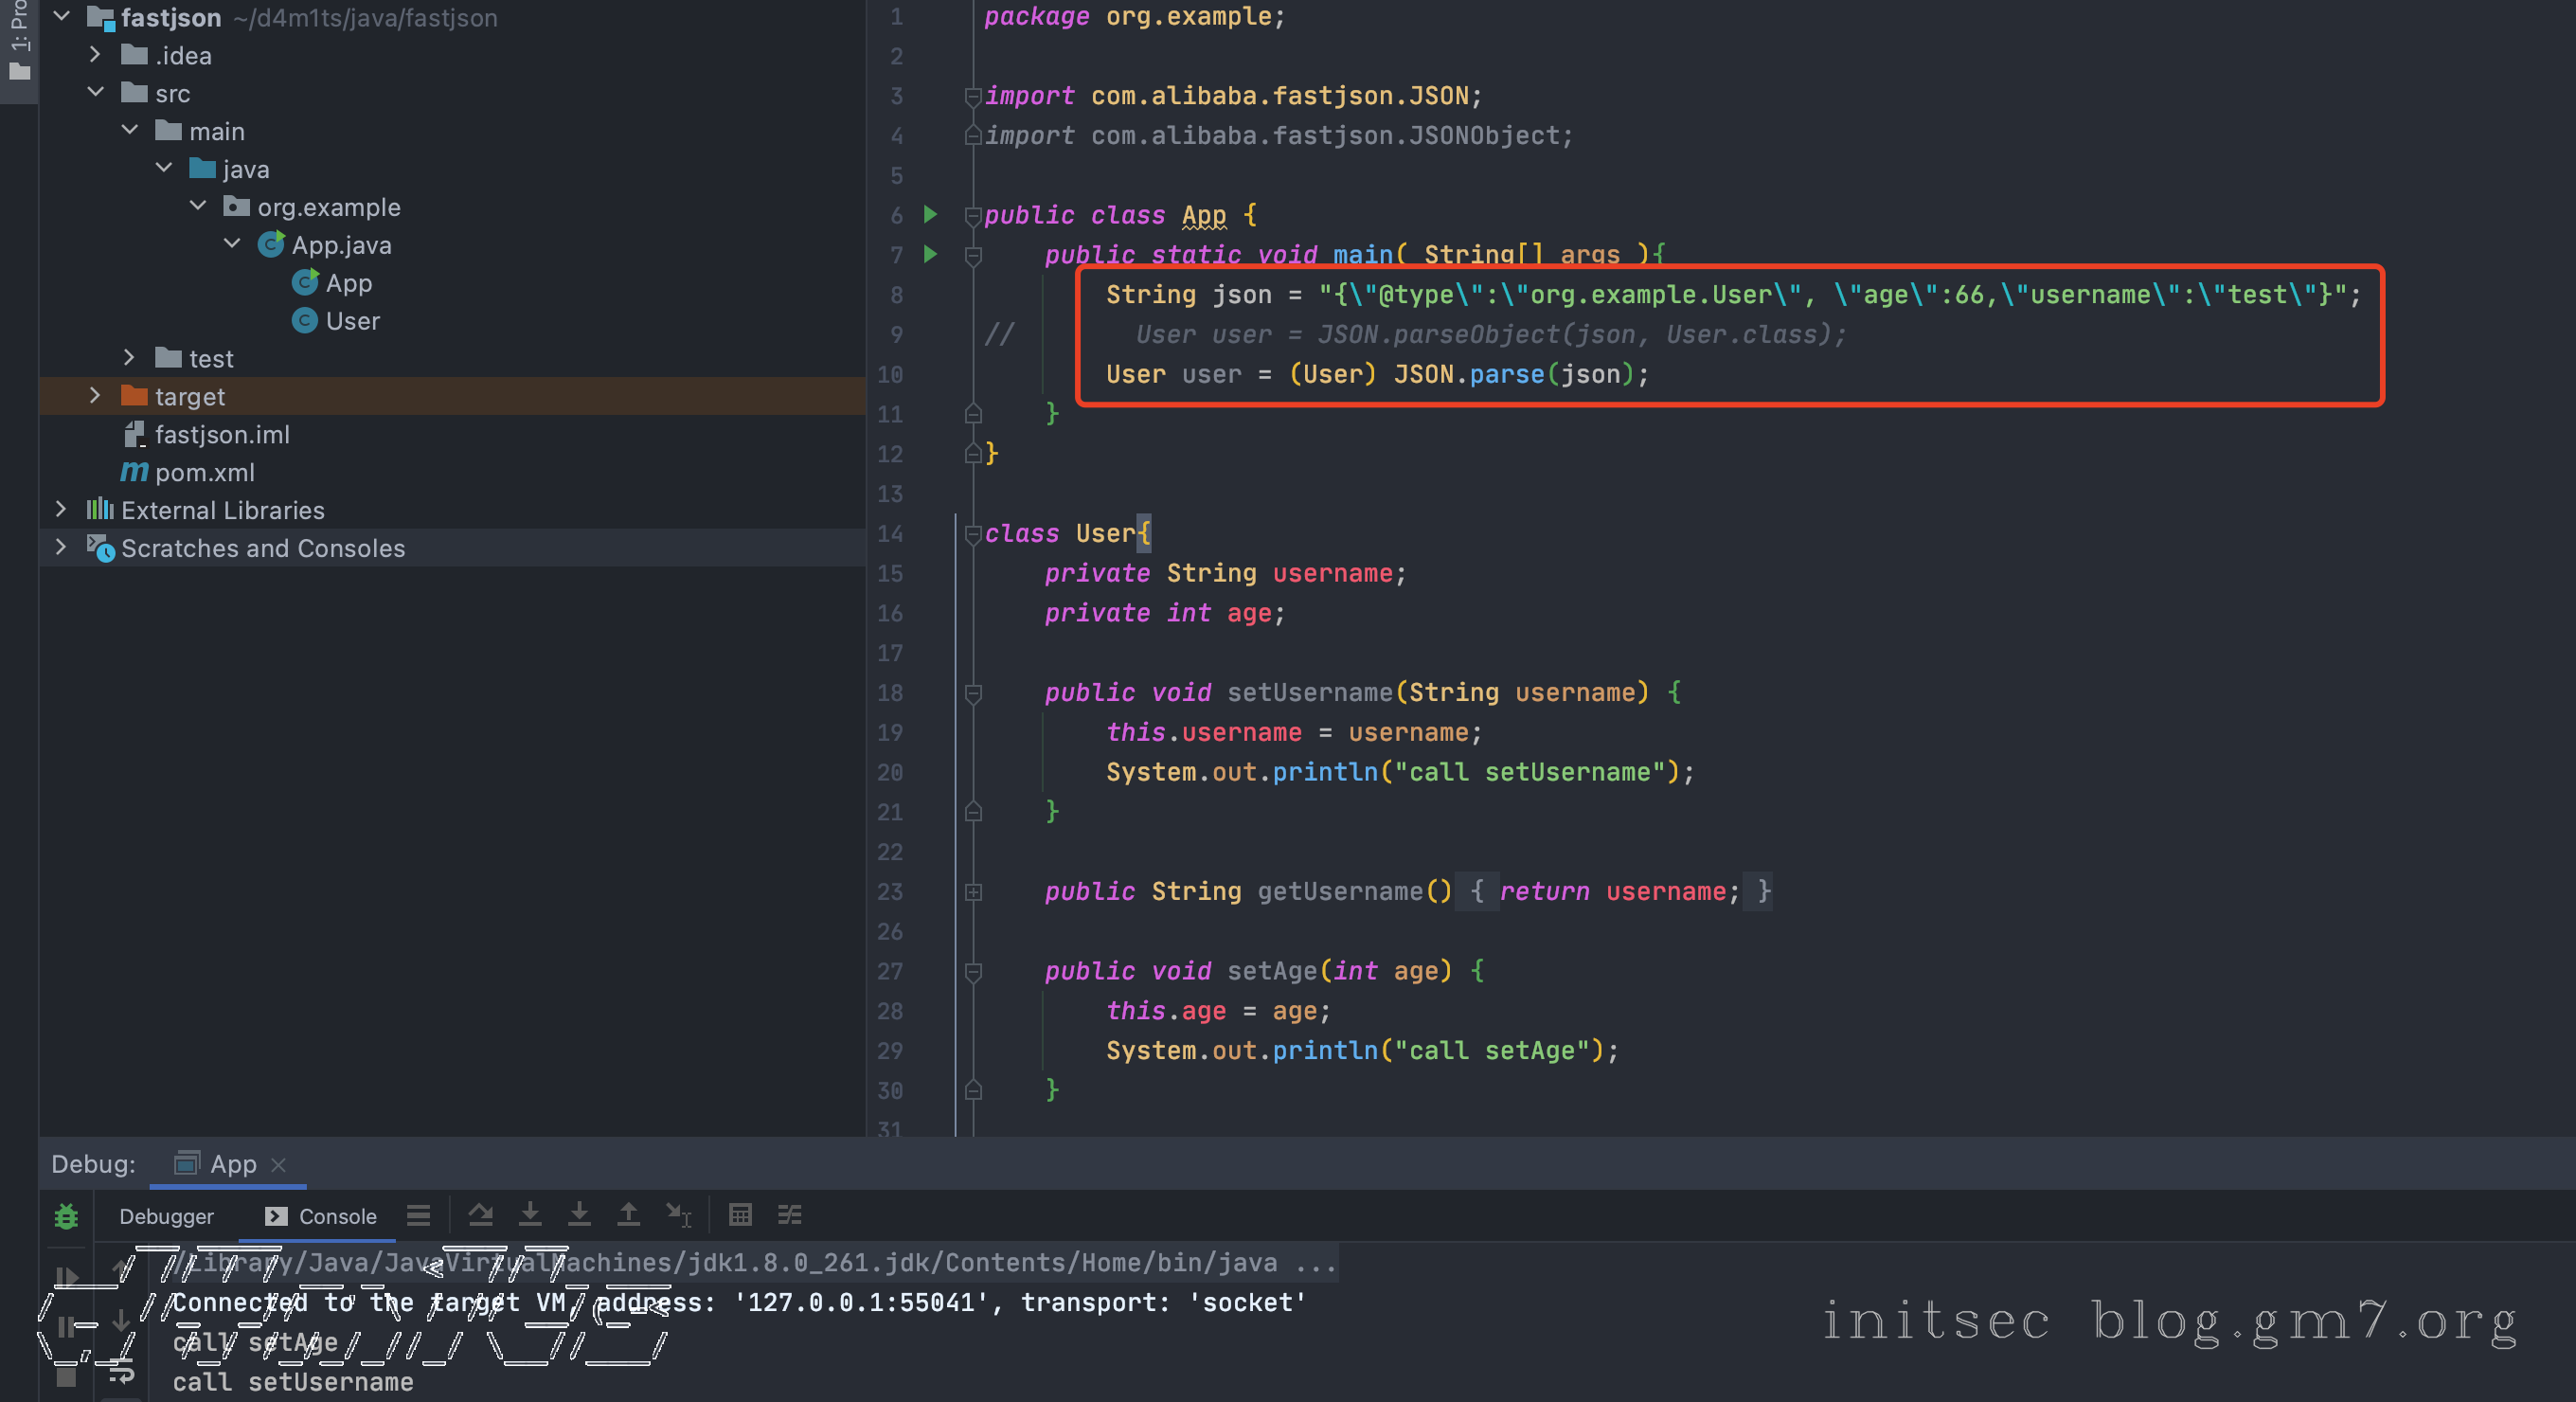 1: Pro
fastjson ~/d4m1ts/java/fastjson
.idea
src
main
java
org.example
App.java
App
User
test
target
fastjson.iml
pom.xml
External Libraries
Scratches and Consoles
1 package org.example;
2
3 import com.alibaba.fastjson.JSON;
4 import com.alibaba.fastjson.JSONObject;
5
6 public class App {
7 public static void main( String[] args ){
8 String json = "{\"@type\":\"org.example.User\", \"age\":66,\"username\":\"test\"}";
9 // User user = JSON.parseObject(json, User.class);
10 User user = (User) JSON.parse(json);
11 }
12 }
13
14 class User{
15 private String username;
16 private int age;
17
18 public void setUsername(String username) {
19 this.username = username;
20 System.out.println("call setUsername");
21 }
22
23 public String getUsername() { return username; }
26
27 public void setAge(int age) {
28 this.age = age;
29 System.out.println("call setAge");
30 }
31
Debug: App
Debugger Console
/Library/Java/JavaVirtualMachines/jdk1.8.0_261.jdk/Contents/Home/bin/java ...
Connected to the target VM, address: '127.0.0.1:55041', transport: 'socket'
call setAge
call setUsername
initsec blog.gm7.org